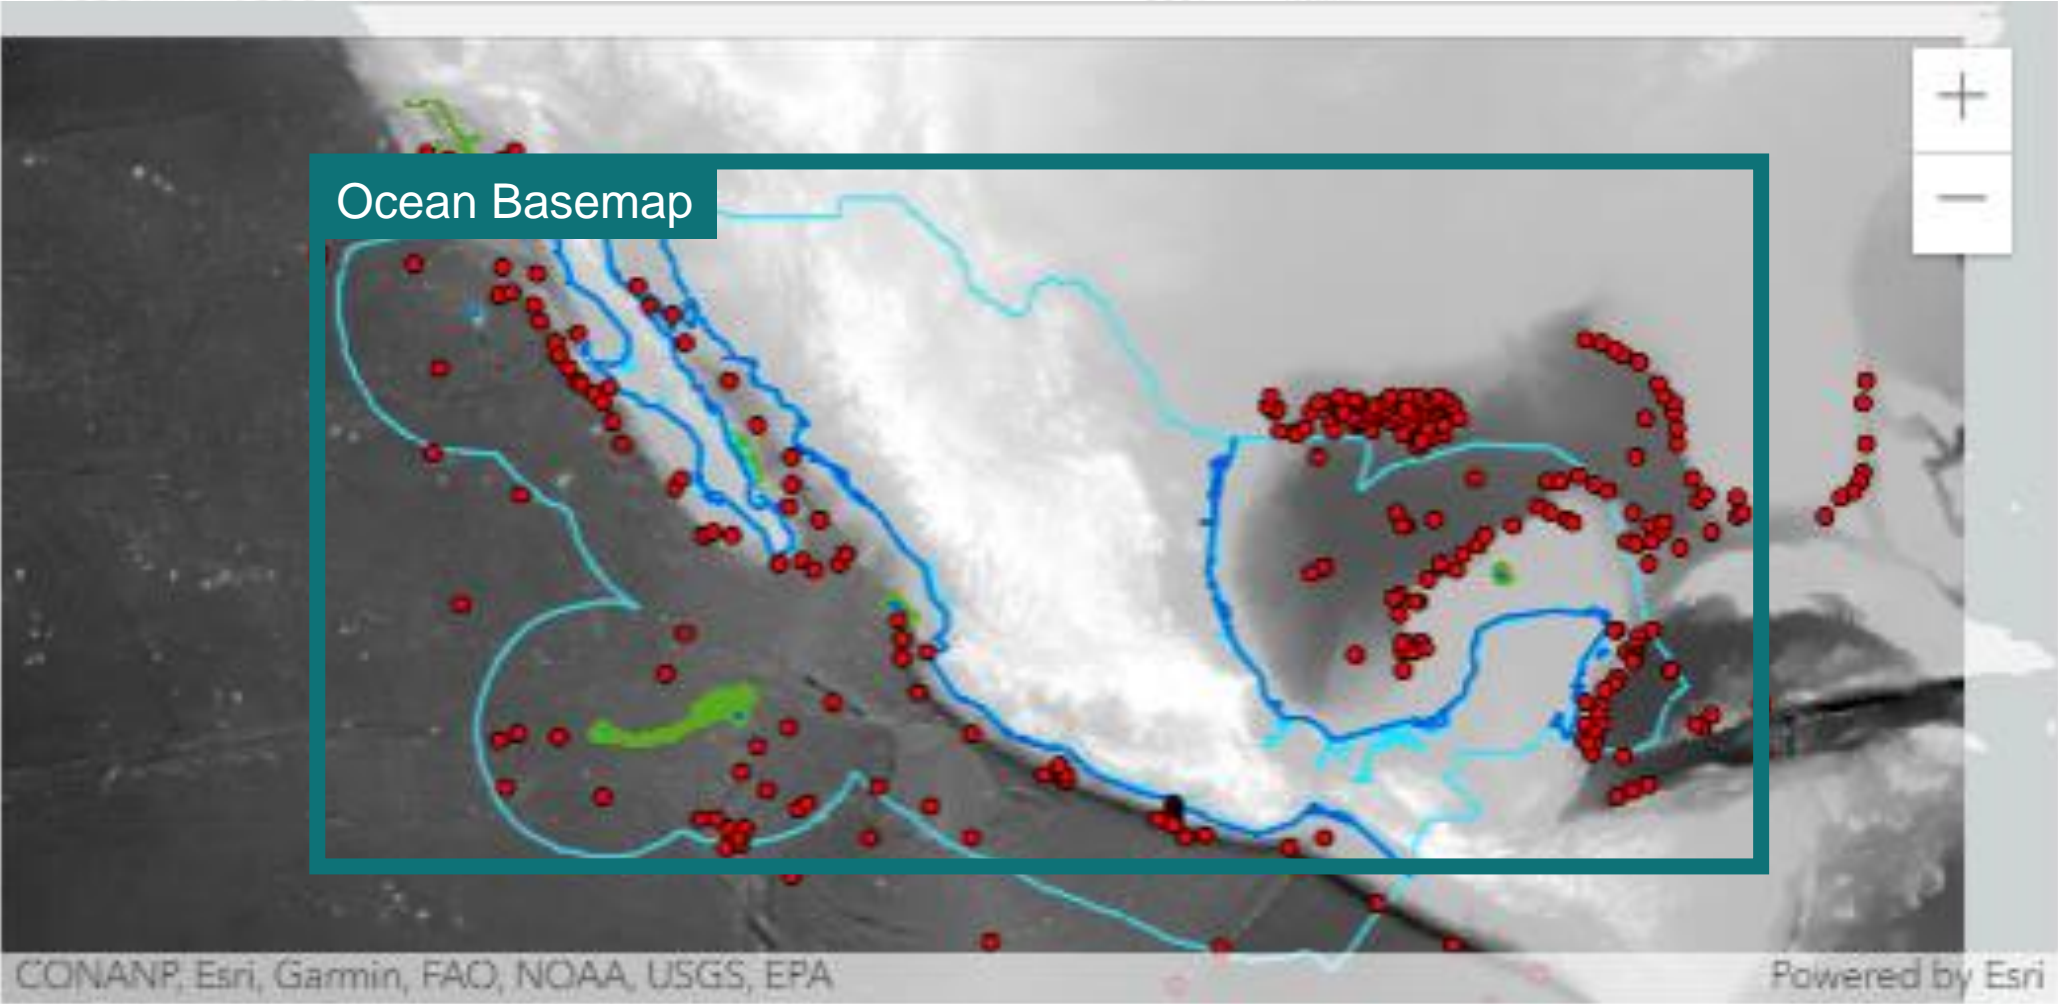 Ocean Basemap
CONANP, Esri, Garmin, FAO, NOAA, USGS, EPA
Powered by Esri